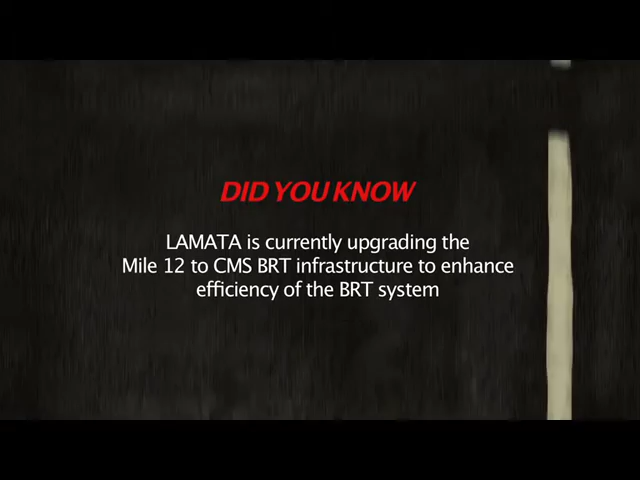 DID YOU KNOW
LAMATA is currently upgrading the
Mile 12 to CMS BRT infrastructure to enhance
efficiency of the BRT system